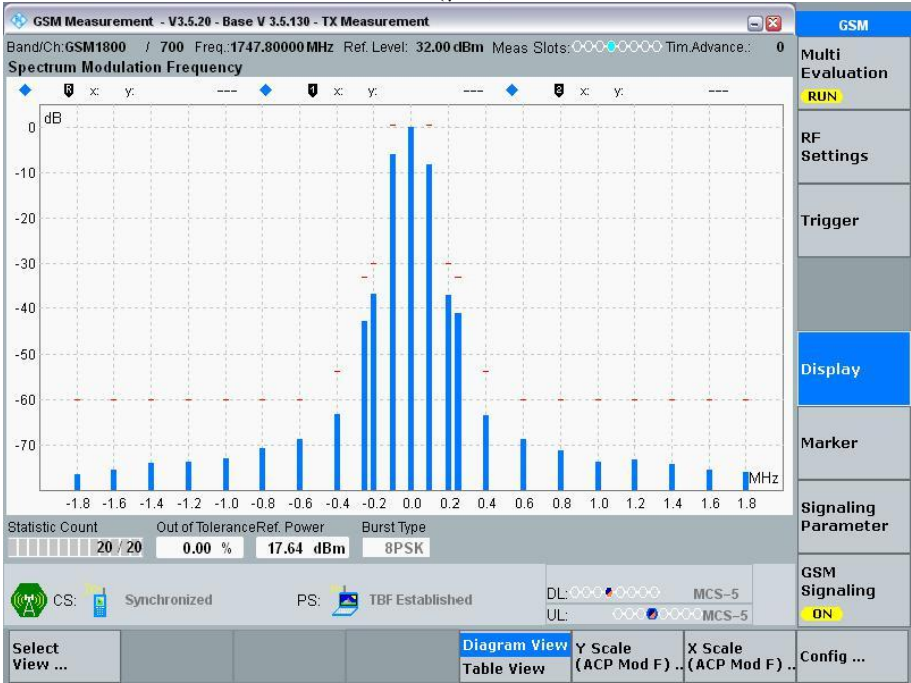 GSM Measurement - V3.5.20 - Base V 3.5.130 - TX Measurement
GSM
Band/Ch:GSM1800 / 700 Freq.:1747.80000 MHz Ref. Level: 32.00 dBm Meas Slots: Tim.Advance.: 0
Spectrum Modulation Frequency
Multi
Evaluation
RUN
R x: y: --- 1 x: y: --- 2 x: y: ---
dB
0
-10
-20
-30
-40
-50
-60
-70
MHz
-1.8 -1.6 -1.4 -1.2 -1.0 -0.8 -0.6 -0.4 -0.2 0.0 0.2 0.4 0.6 0.8 1.0 1.2 1.4 1.6 1.8
RF
Settings
Trigger
Display
Marker
Signaling
Parameter
GSM
Signaling
ON
Statistic Count Out of Tolerance Ref. Power Burst Type
20 / 20 0.00 % 17.64 dBm 8PSK
CS: Synchronized PS: TBF Established DL: MCS-5
UL: MCS-5
Select
View ...
Diagram View
Table View
Y Scale
(ACP Mod F) ..
X Scale
(ACP Mod F) ..
Config ...